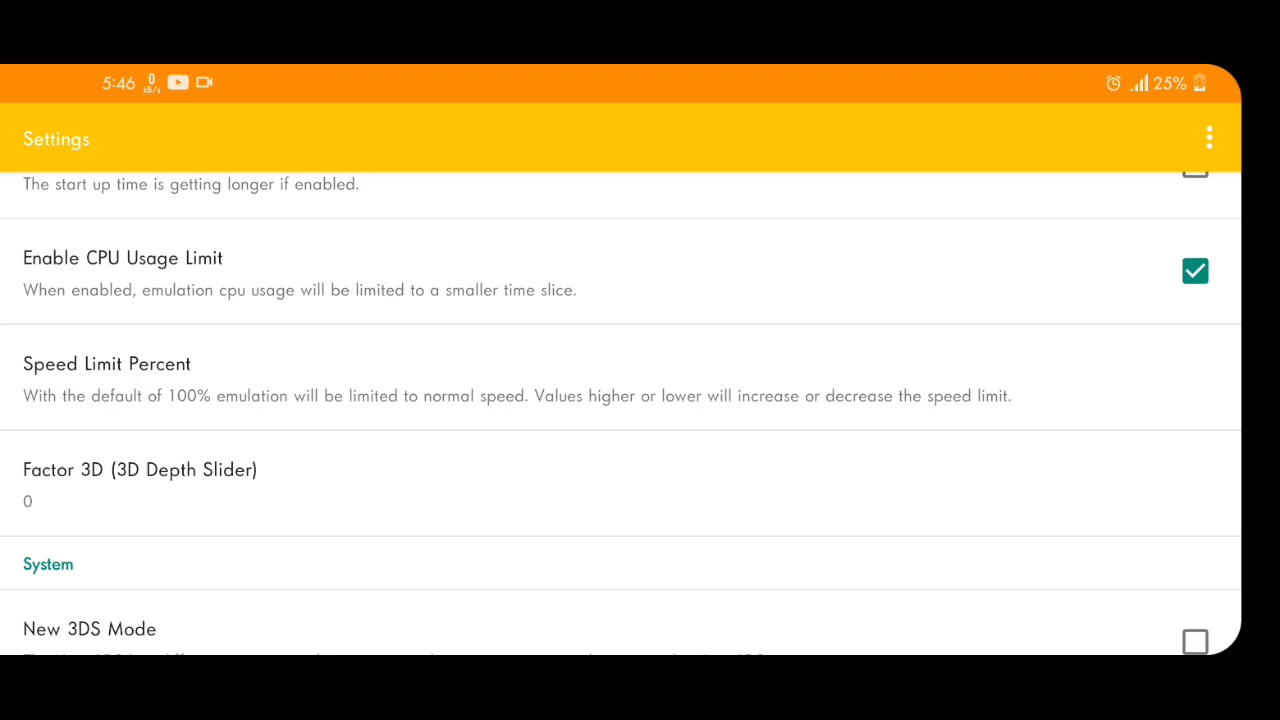 5:46 0 kB/s 25%
Settings
The start up time is getting longer if enabled.
Enable CPU Usage Limit
When enabled, emulation cpu usage will be limited to a smaller time slice.
Speed Limit Percent
With the default of 100% emulation will be limited to normal speed. Values higher or lower will increase or decrease the speed limit.
Factor 3D (3D Depth Slider)
0
System
New 3DS Mode